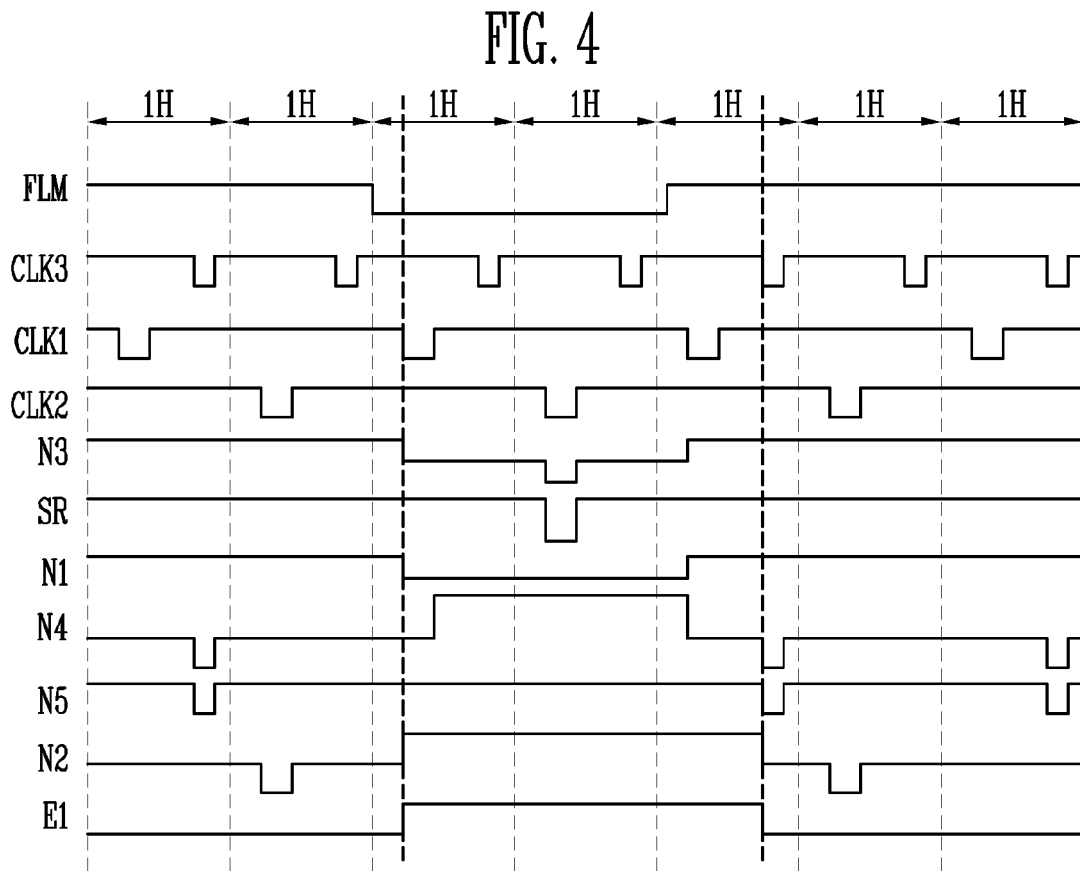 FIG. 4
1H 1H 1H 1H 1H 1H 1H
FLM
CLK3
CLK1
CLK2
N3
SR
N1
N4
N5
N2
E1